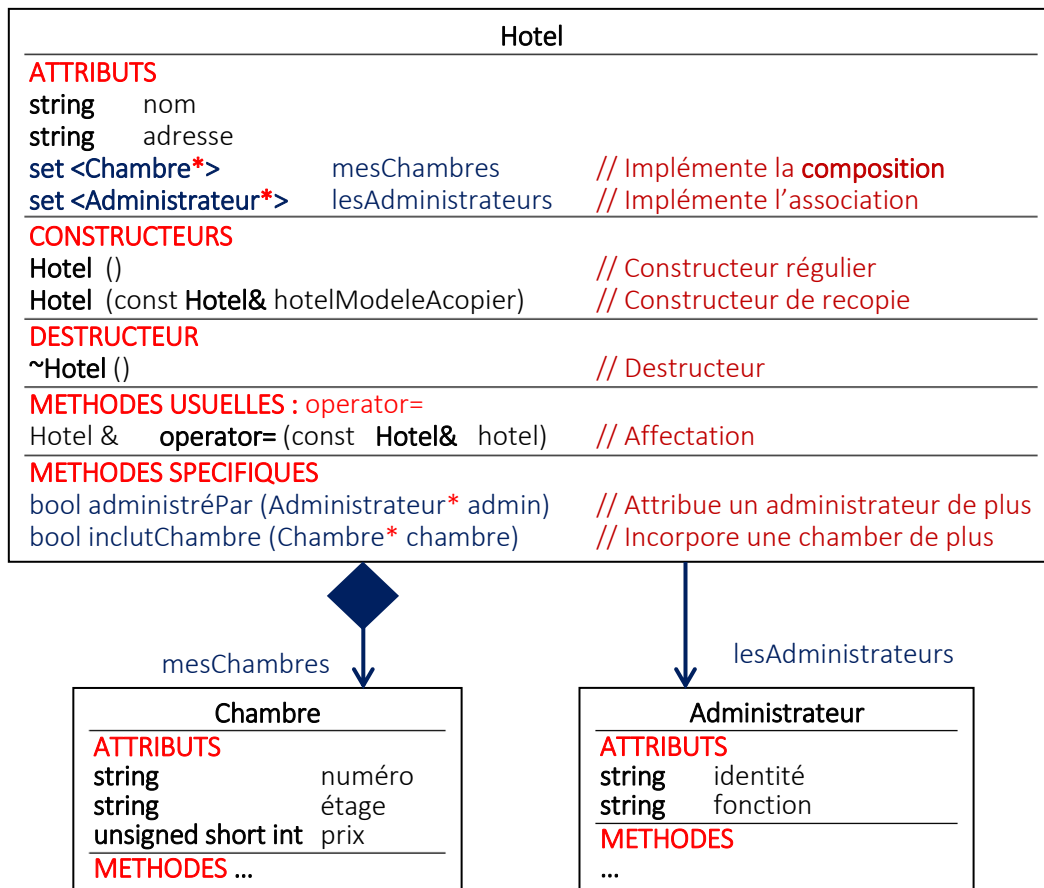 Hotel
ATTRIBUTS
string nom
string adresse
set <Chambre*> mesChambres // Implémente la composition
set <Administrateur*> lesAdministrateurs // Implémente l'association
CONSTRUCTEURS
Hotel () // Constructeur régulier
Hotel (const Hotel& hotelModeleAcopier) // Constructeur de recopie
DESTRUCTEUR
~Hotel () // Destructeur
METHODES USUELLES : operator=
Hotel & operator= (const Hotel& hotel) // Affectation
METHODES SPECIFIQUES
bool administréPar (Administrateur* admin) // Attribue un administrateur de plus
bool inclutChambre (Chambre* chambre) // Incorpore une chamber de plus
mesChambres
lesAdministrateurs
Chambre
ATTRIBUTS
string numéro
string étage
unsigned short int prix
METHODES ...
Administrateur
ATTRIBUTS
string identité
string fonction
METHODES
...